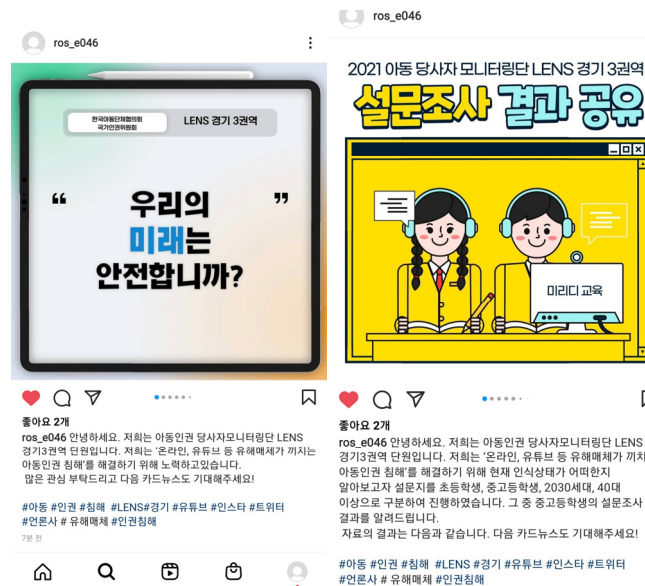 ros_e046
한국아동단체협의회
국가인권위원회
LENS 경기 3권역
“ 우리의 ”
미래는
안전합니까?
좋아요 2개
ros_e046 안녕하세요. 저희는 아동인권 당사자모니터링단 LENS
경기3권역 단원입니다. 저희는 ‘온라인, 유튜브 등 유해매체가 끼치는
아동인권 침해’를 해결하기 위해 노력하고있습니다.
많은 관심 부탁드리고 다음 카드뉴스도 기대해주세요!
#아동 #인권 #침해 #LENS#경기 #유튜브 #인스타 #트위터
#언론사 # 유해매체 #인권침해
7분 전
ros_e046
2021 아동 당사자 모니터링단 LENS 경기 3권역
설문조사 결과 공유
미리디 교육
좋아요 2개
ros_e046 안녕하세요. 저희는 아동인권 당사자모니터링단 LENS
경기3권역 단원입니다. 저희는 ‘온라인, 유튜브 등 유해매체가 끼치
아동인권 침해’를 해결하기 위해 현재 인식상태가 어떠한지
알아보고자 설문지를 초등학생, 중고등학생, 2030세대, 40대
이상으로 구분하여 진행하였습니다. 그 중 중고등학생의 설문조사
결과를 알려드립니다.
자료의 결과는 다음과 같습니다. 다음 카드뉴스도 기대해주세요!
#아동 #인권 #침해 #LENS #경기 #유튜브 #인스타 #트위터
#언론사 # 유해매체 #인권침해